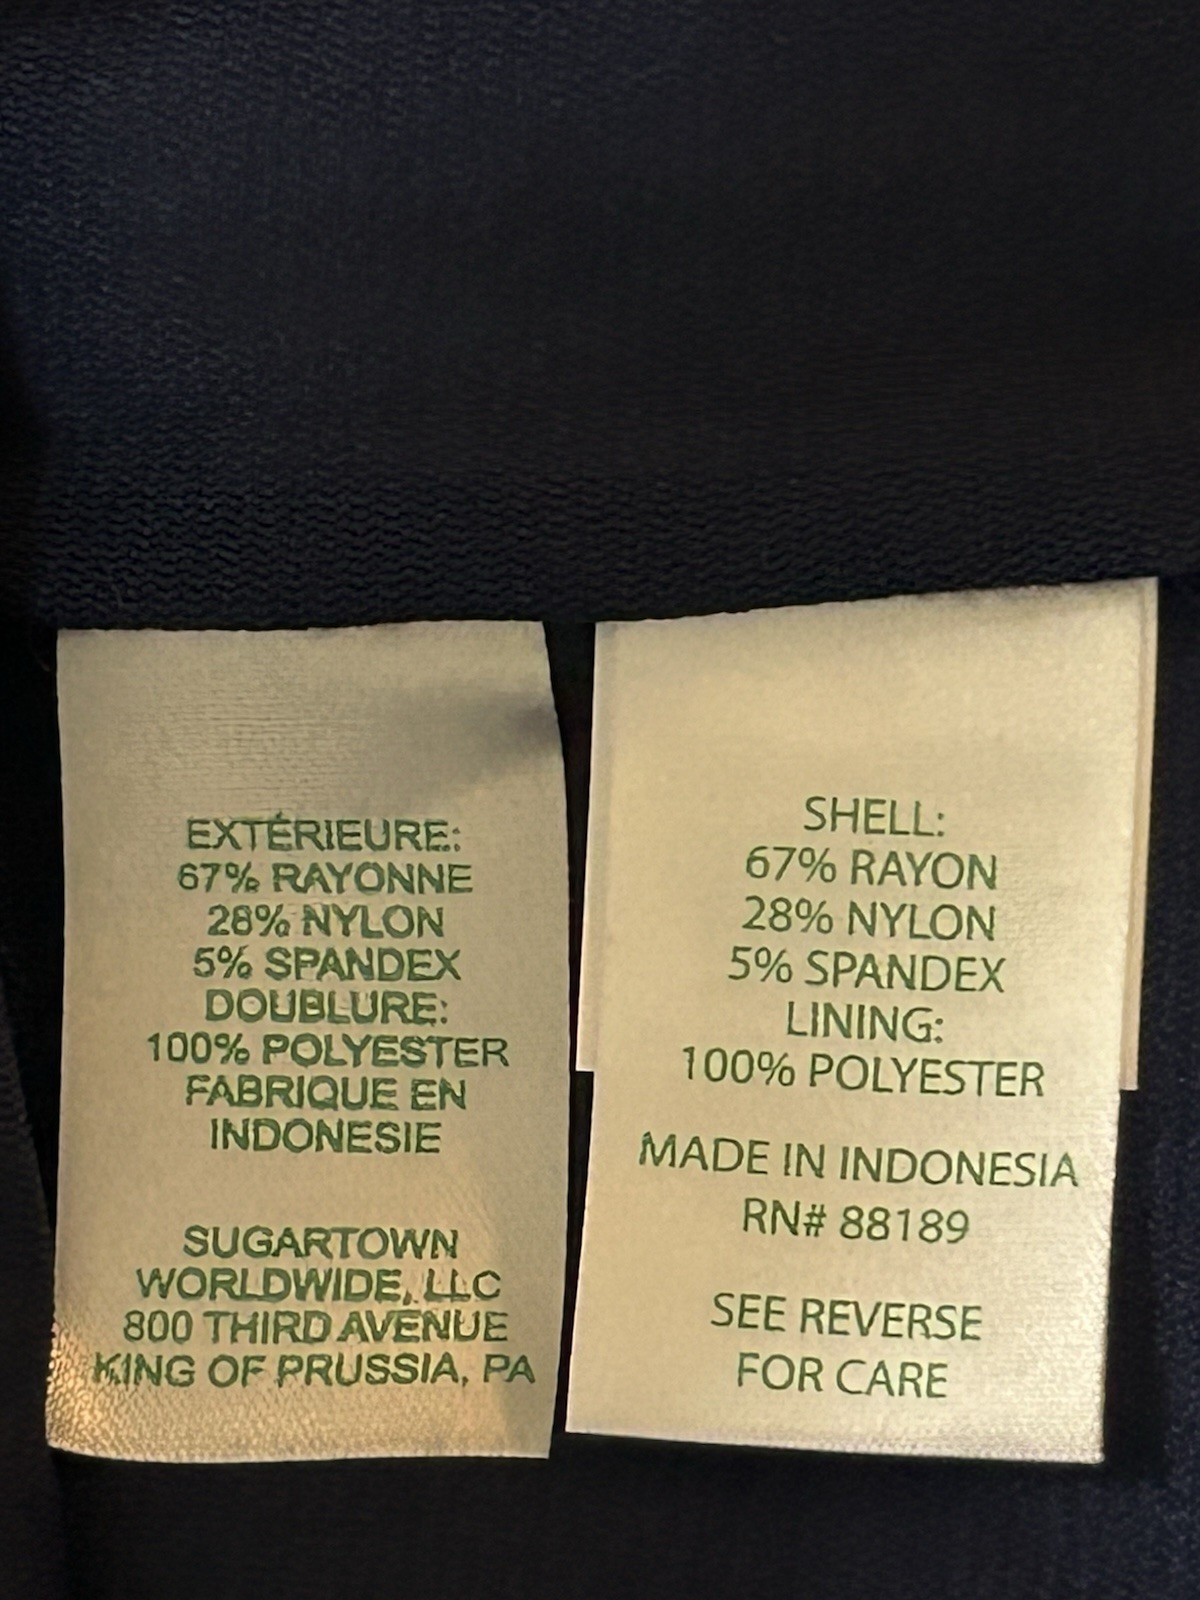 EXTÉRIEURE:
67% RAYONNE
28% NYLON
5% SPANDEX
DOUBLURE:
100% POLYESTER
FABRIQUE EN
INDONESIE
SUGARTOWN
WORLDWIDE, LLC
800 THIRD AVENUE
KING OF PRUSSIA, PA
SHELL:
67% RAYON
28% NYLON
5% SPANDEX
LINING:
100% POLYESTER
MADE IN INDONESIA
RN# 88189
SEE REVERSE
FOR CARE